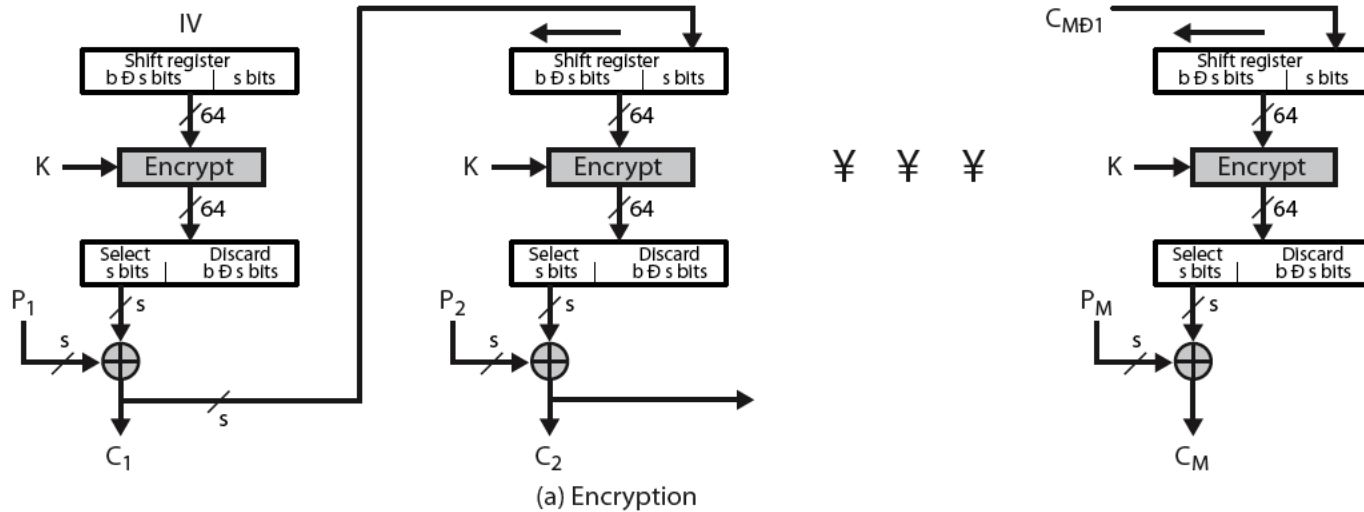 IV
Shift register
b Ð s bits | s bits
64
K
Encrypt
64
Select Discard
s bits | b Ð s bits
P1
s
s
s
C1
Shift register
b Ð s bits | s bits
64
K
Encrypt
64
Select Discard
s bits | b Ð s bits
P2
s
s
C2
¥ ¥ ¥
CMÐ1
Shift register
b Ð s bits | s bits
64
K
Encrypt
64
Select Discard
s bits | b Ð s bits
PM
s
s
CM
(a) Encryption